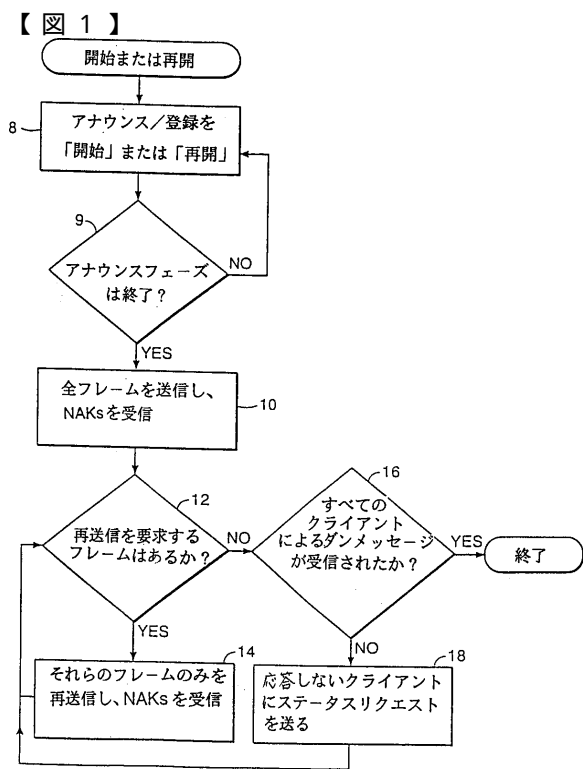 【図1】
開始または再開
8
アナウンス／登録を
「開始」または「再開」
9
アナウンスフェーズ
は終了？
NO
YES
全フレームを送信し、
NAKsを受信
10
12
再送信を要求する
フレームはあるか？
NO
YES
16
すべての
クライアント
によるダンメッセージ
が受信されたか？
YES
終了
NO
14
それらのフレームのみを
再送信し、NAKsを受信
18
応答しないクライアント
にステータスリクエスト
を送る